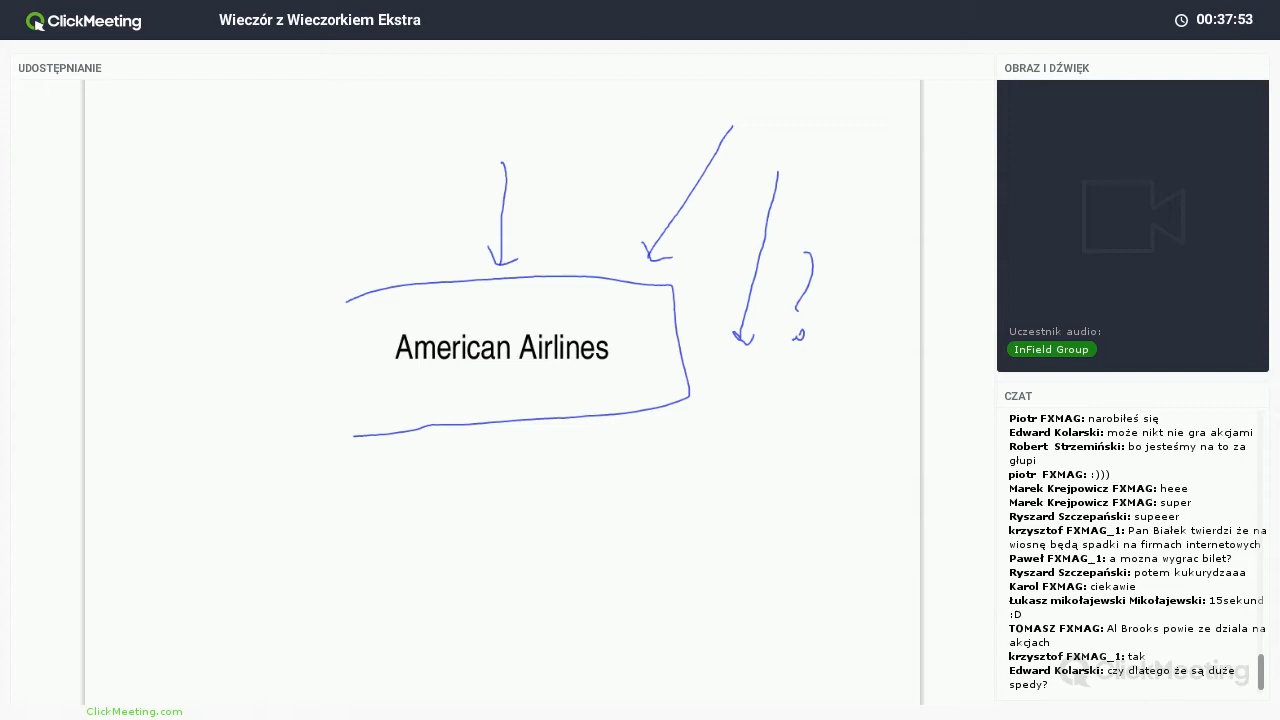 ClickMeeting
Wieczór z Wieczorkiem Ekstra
00:37:53
UDOSTĘPNIANIE
American Airlines
?
OBRAZ I DŹWIĘK
Uczestnik audio:
InField Group
CZAT
Piotr FXMAG: narobiłeś się
Edward Kolarski: może nikt nie gra akcjami
Robert Strzemiński: bo jesteśmy na to za
głupi
piotr FXMAG: :)))
Marek Krejpowicz FXMAG: heee
Marek Krejpowicz FXMAG: super
Ryszard Szczepański: supeeer
krzysztof FXMAG_1: Pan Białek twierdzi że na
wiosnę będą spadki na firmach internetowych
Paweł FXMAG_1: a mozna wygrac bilet?
Ryszard Szczepański: potem kukurydzaaa
Karol FXMAG: ciekawie
Łukasz mikołajewski Mikołajewski: 15sekund
:D
TOMASZ FXMAG: Al Brooks powie ze dziala na
akcjach
krzysztof FXMAG_1: tak
Edward Kolarski: czy dlatego że są duże
spedy?
ClickMeeting
ClickMeeting.com